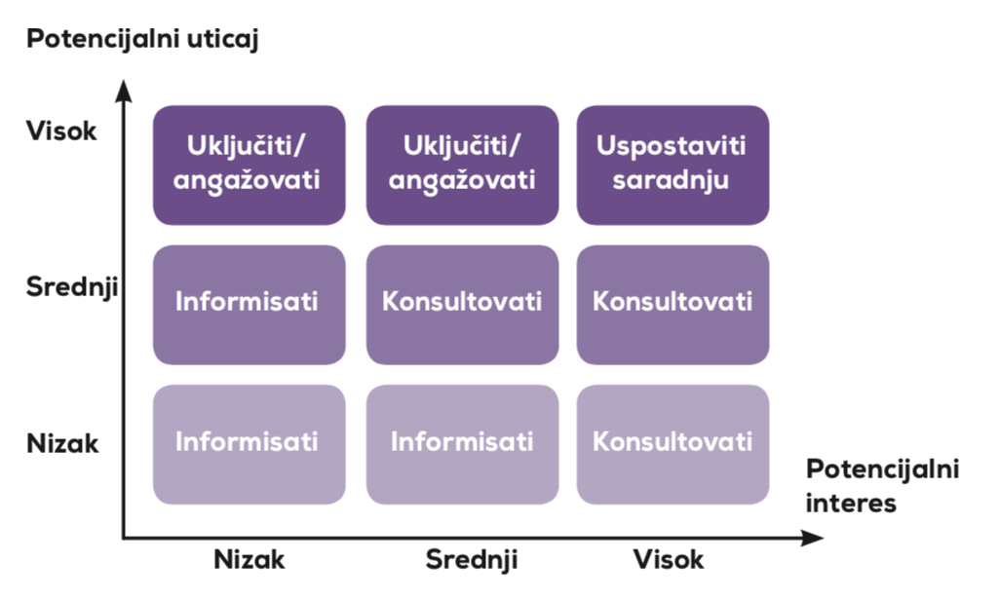 Potencijalni uticaj
Visok
Uključiti/
angažovati
Uključiti/
angažovati
Uspostaviti
saradnju
Srednji
Informisati
Konsultovati
Konsultovati
Nizak
Informisati
Informisati
Konsultovati
Potencijalni
interes
Nizak
Srednji
Visok